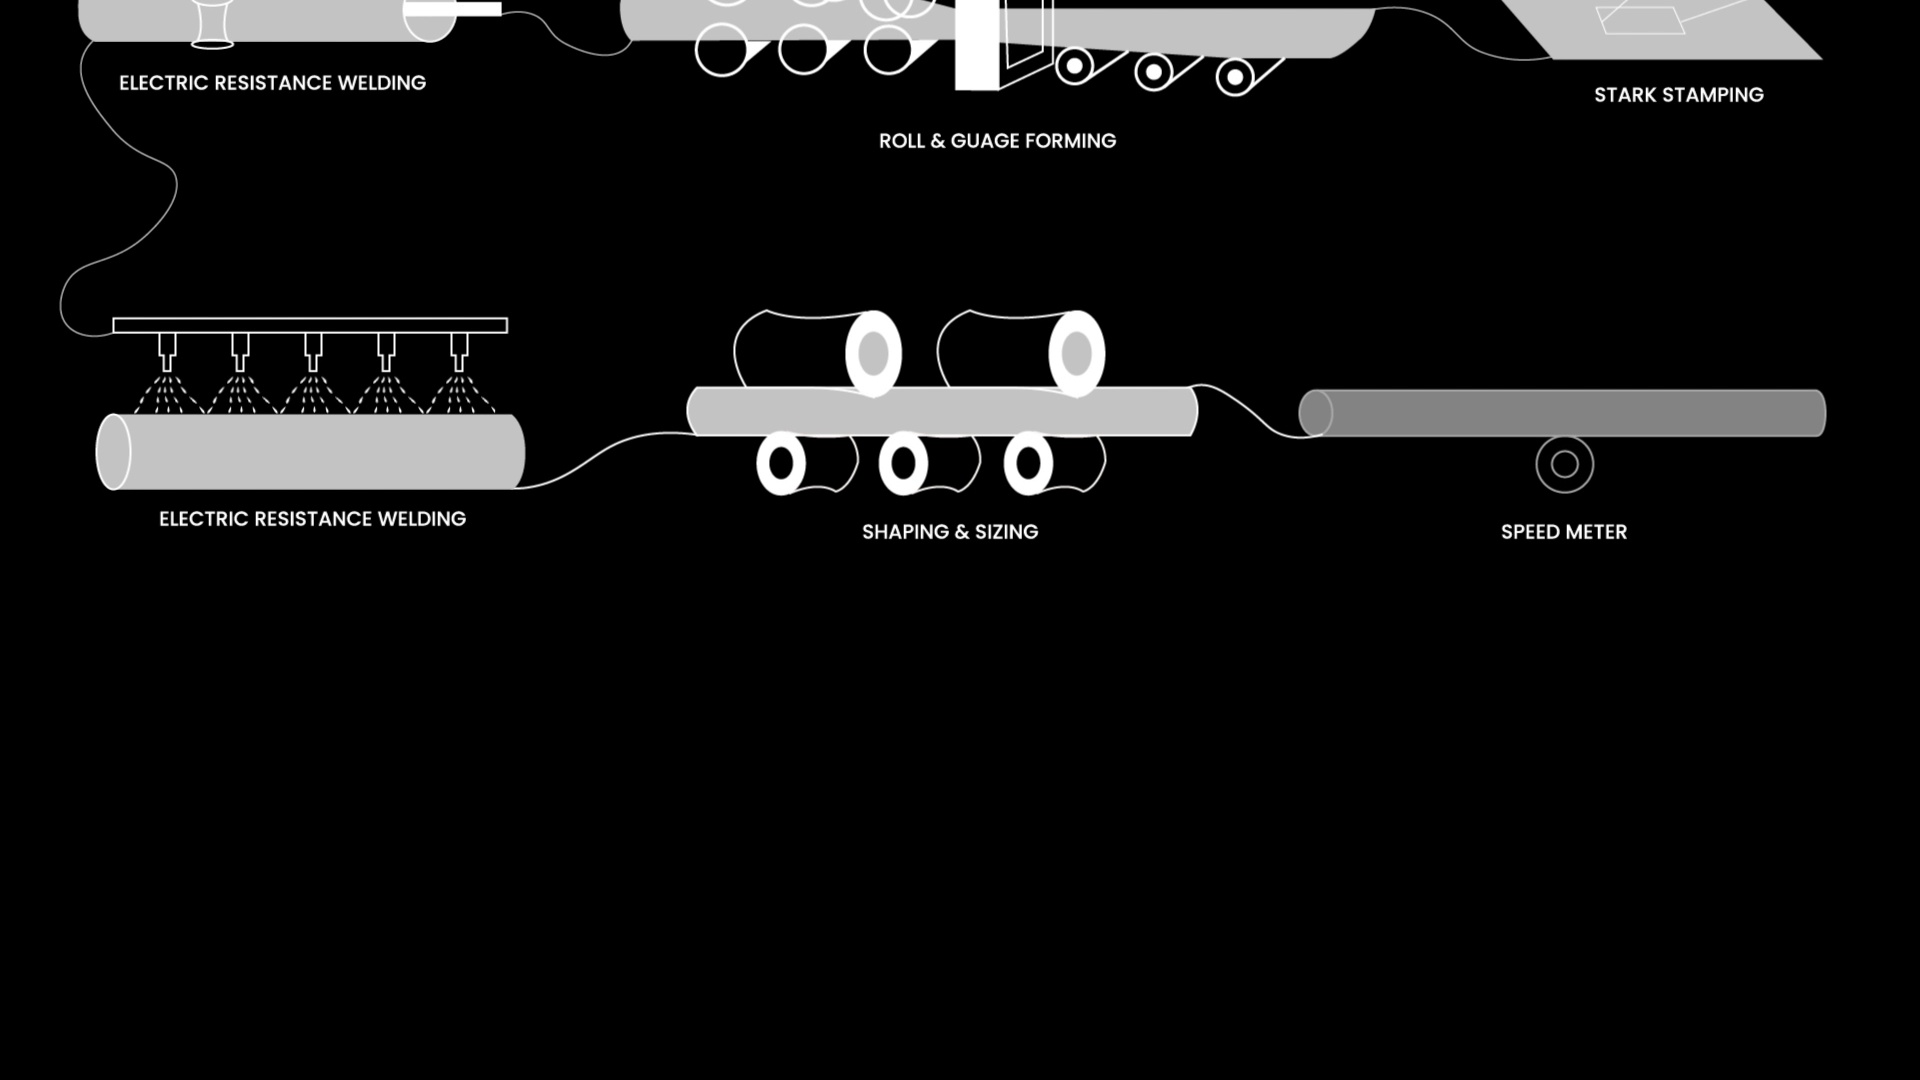 ELECTRIC RESISTANCE WELDING
STARK STAMPING
ROLL & GUAGE FORMING
ELECTRIC RESISTANCE WELDING
SHAPING & SIZING
SPEED METER